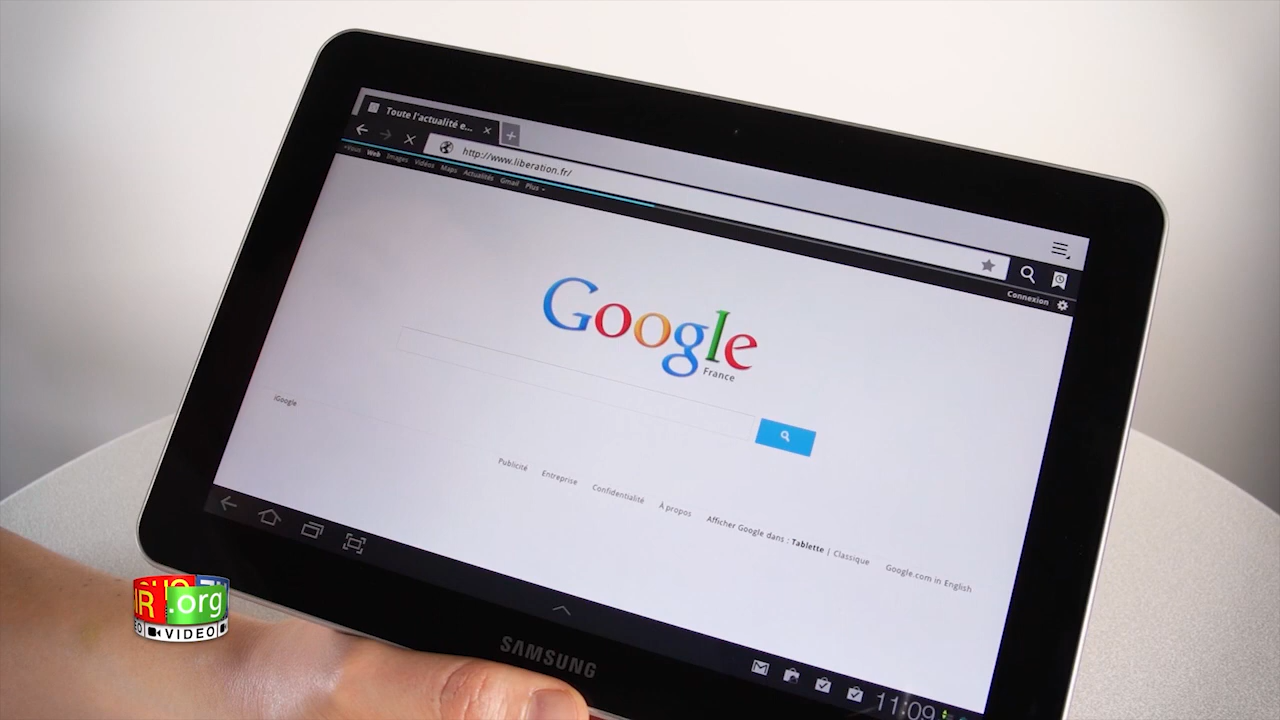 Toute l'actualité e...
http://www.liberation.fr/
+Vous Web Images Vidéos Maps Actualités Gmail Plus
Connexion
Google
France
iGoogle
Publicité Entreprise Confidentialité À propos Afficher Google dans : Tablette | Classique Google.com in English
SAMSUNG
11:09
.org
VIDEO